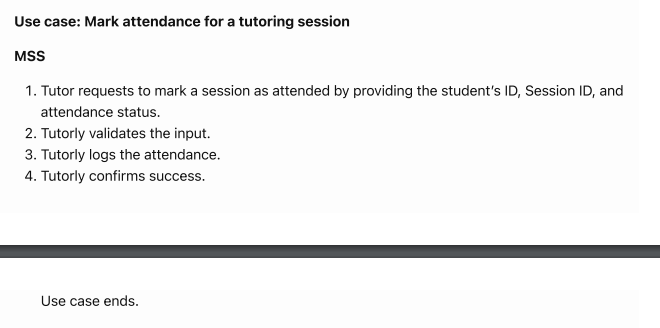 Use case: Mark attendance for a tutoring session
MSS
1. Tutor requests to mark a session as attended by providing the student’s ID, Session ID, and
attendance status.
2. Tutorly validates the input.
3. Tutorly logs the attendance.
4. Tutorly confirms success.
Use case ends.